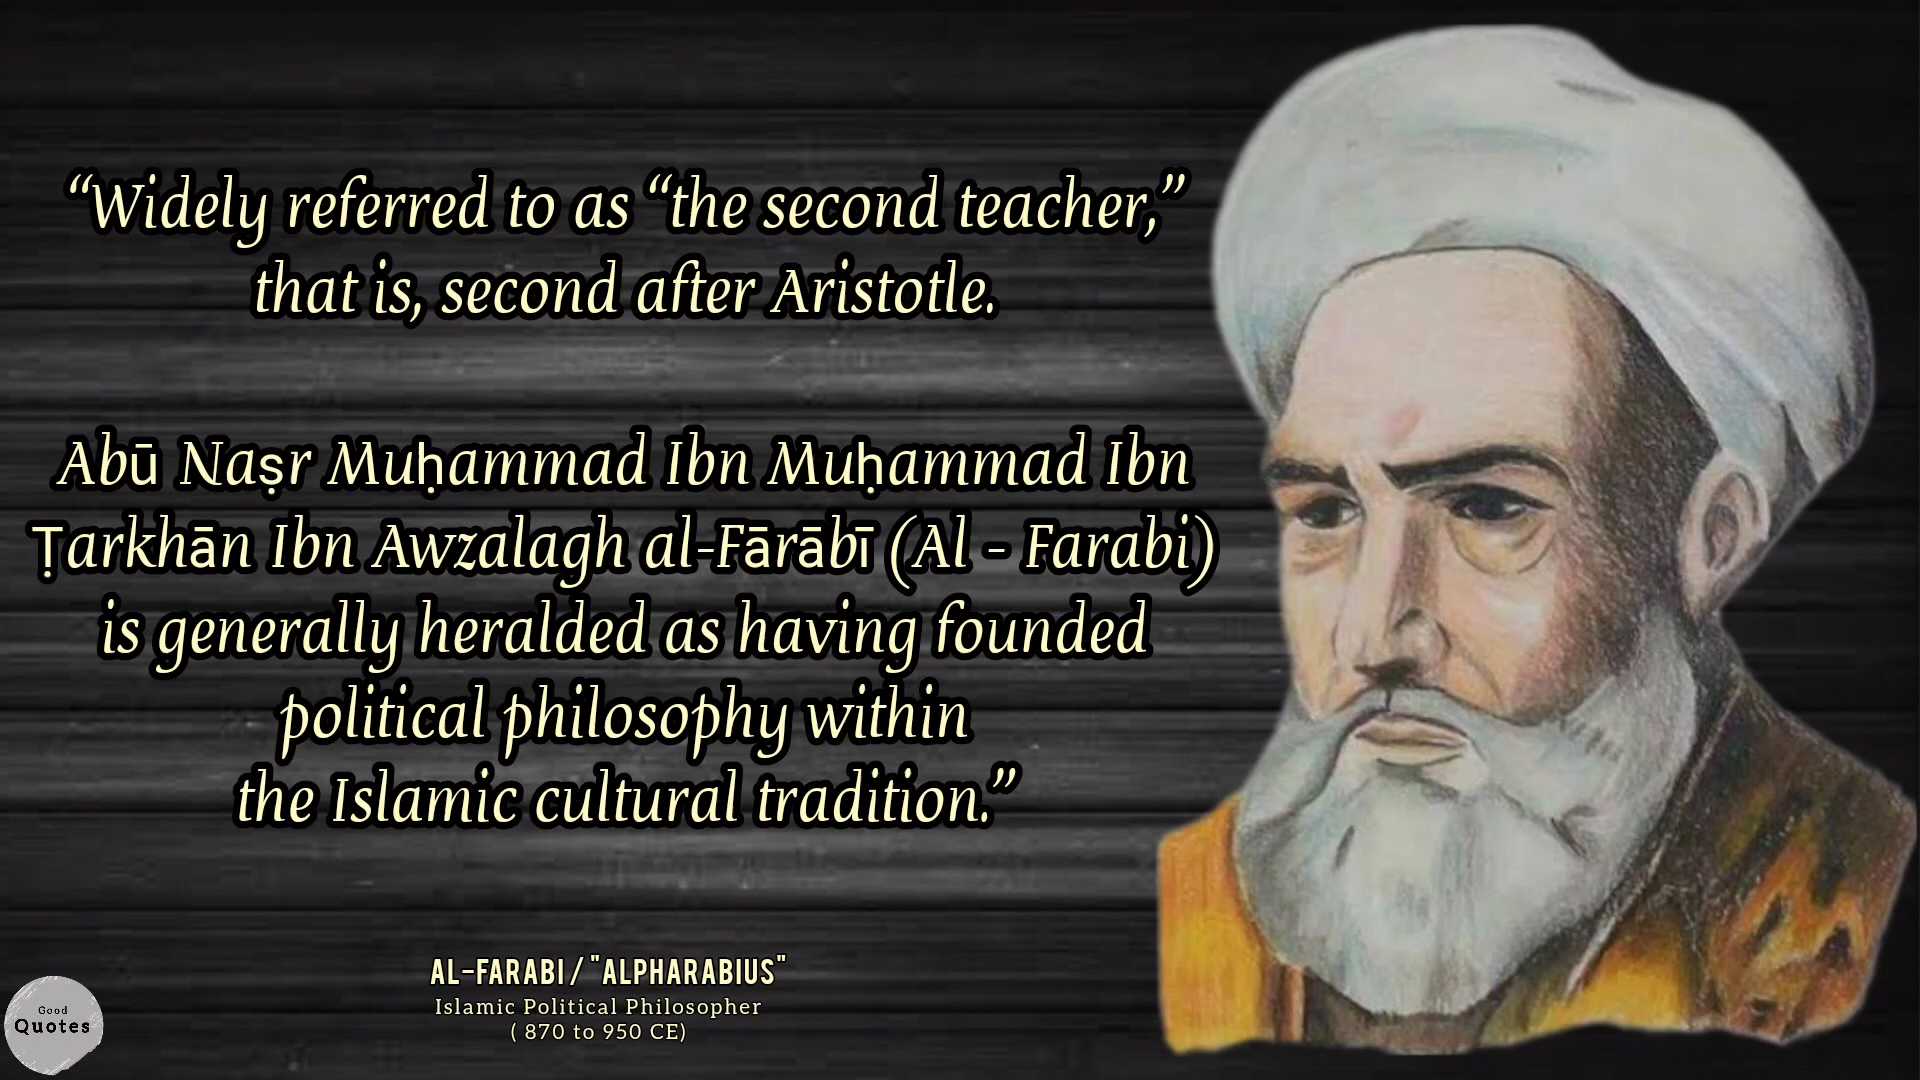 “Widely referred to as “the second teacher,”
that is, second after Aristotle.
Abū Naṣr Muḥammad Ibn Muḥammad Ibn
Ṭarkhān Ibn Awzalagh al-Fārābī (Al - Farabi)
is generally heralded as having founded
political philosophy within
the Islamic cultural tradition.”
AL-FARABI / "ALPHARABIUS"
Islamic Political Philosopher
( 870 to 950 CE)
Good
Quotes